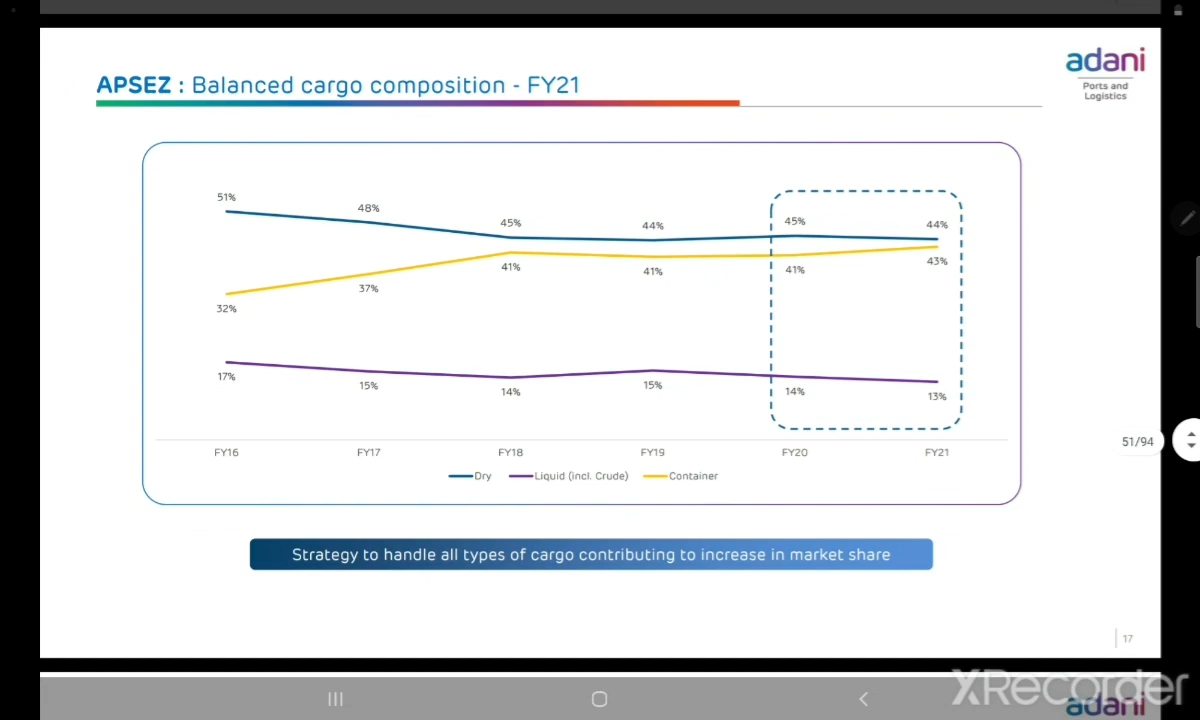 APSEZ : Balanced cargo composition - FY21
adani
Ports and
Logistics
51%
48%
45%
44%
45%
44%
32%
37%
41%
41%
41%
43%
17%
15%
14%
15%
14%
13%
FY16 FY17 FY18 FY19 FY20 FY21
Dry Liquid (incl. Crude) Container
51/94
Strategy to handle all types of cargo contributing to increase in market share
17
XRecorder
adani